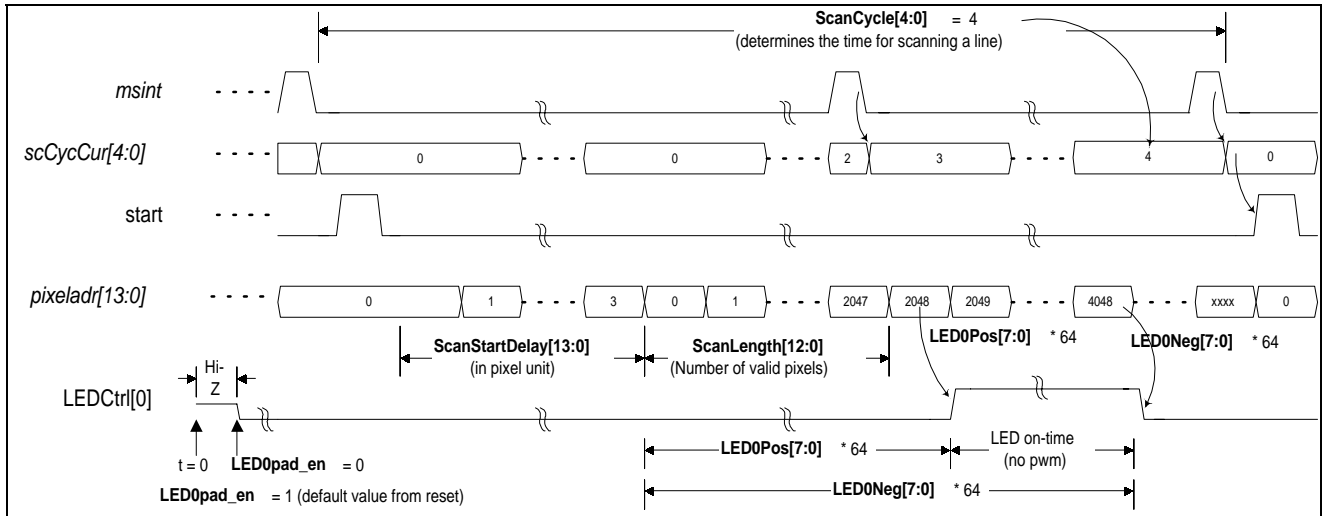 ScanCycle[4:0] = 4
(determines the time for scanning a line)
msint
scCycCur[4:0] 0 0 2 3 4 0
start
pixeladr[13:0] 0 1 3 0 1 2047 2048 2049 4048 xxxx 0
LED0Pos[7:0] * 64 LED0Neg[7:0] * 64
ScanStartDelay[13:0] ScanLength[12:0]
(in pixel unit) (Number of valid pixels)
Hi-
Z
LEDCtrl[0]
LED0Pos[7:0] * 64 LED on-time
(no pwm)
t = 0 LED0pad_en = 0
LED0Neg[7:0] * 64
LED0pad_en = 1 (default value from reset)